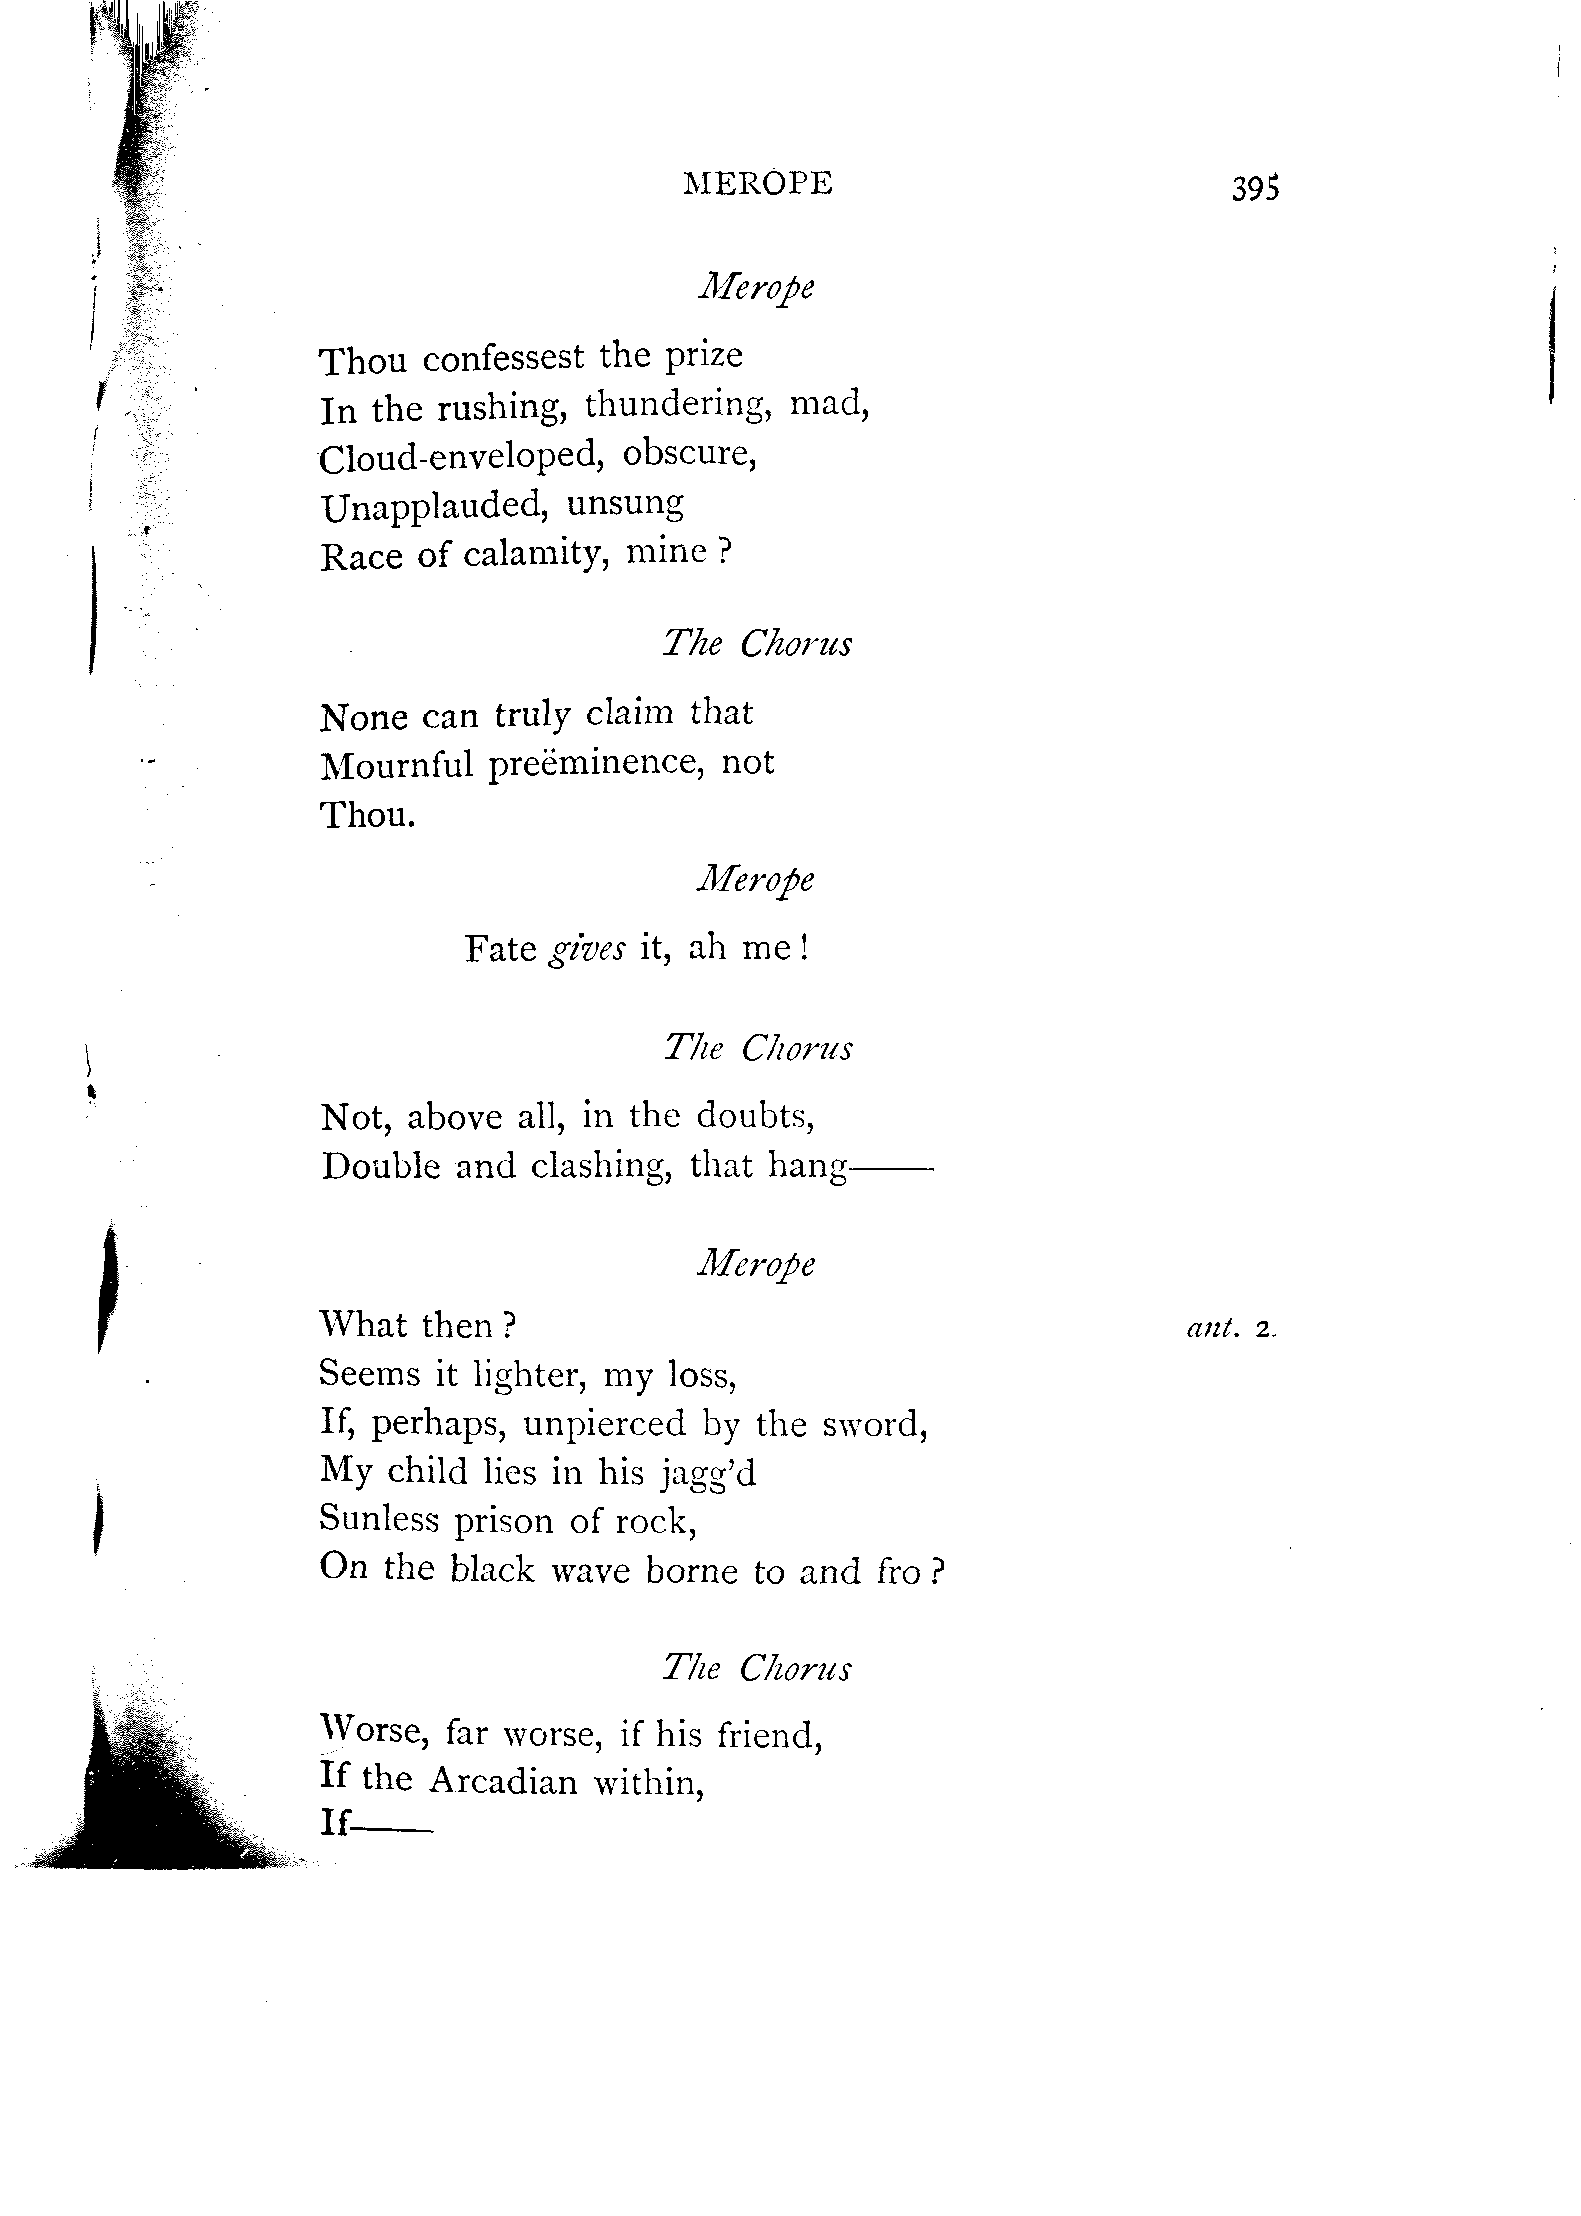 MEROPE 395
Merope
Thou confessest the prize
In the rushing, thundering, mad,
Cloud-enveloped, obscure,
Unapplauded, unsung
Race of calamity, mine ?
The Chorus
None can truly claim that
Mournful preëminence, not
Thou.
Merope
Fate gives it, ah me !
The Chorus
Not, above all, in the doubts,
Double and clashing, that hang——
Merope
What then ? ant. 2.
Seems it lighter, my loss,
If, perhaps, unpierced by the sword,
My child lies in his jagg'd
Sunless prison of rock,
On the black wave borne to and fro ?
The Chorus
Worse, far worse, if his friend,
If the Arcadian within,
If——